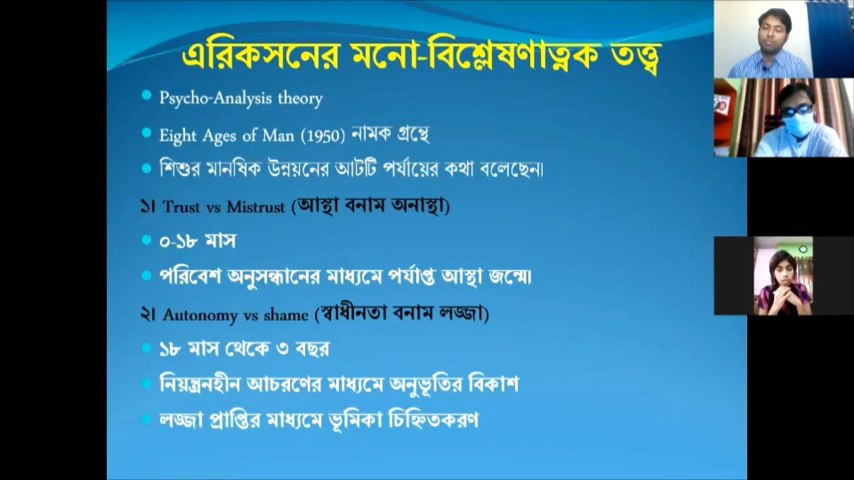 এরিকসনের মনো-বিশ্লেষণাত্নক তত্ত্ব
Psycho-Analysis theory
Eight Ages of Man (1950) নামক গ্রন্থে
শিশুর মানষিক উন্নয়নের আটটি পর্যায়ের কথা বলেছেন।
১। Trust vs Mistrust (আস্থা বনাম অনাস্থা)
০-১৮ মাস
পরিবেশ অনুসন্ধানের মাধ্যমে পর্যাপ্ত আস্থা জন্মে।
২। Autonomy vs shame (স্বাধীনতা বনাম লজ্জা)
১৮ মাস থেকে ৩ বছর
নিয়ন্ত্রনহীন আচরণের মাধ্যমে অনুভূতির বিকাশ
লজ্জা প্রাপ্তির মাধ্যমে ভূমিকা চিহ্নিতকরণ